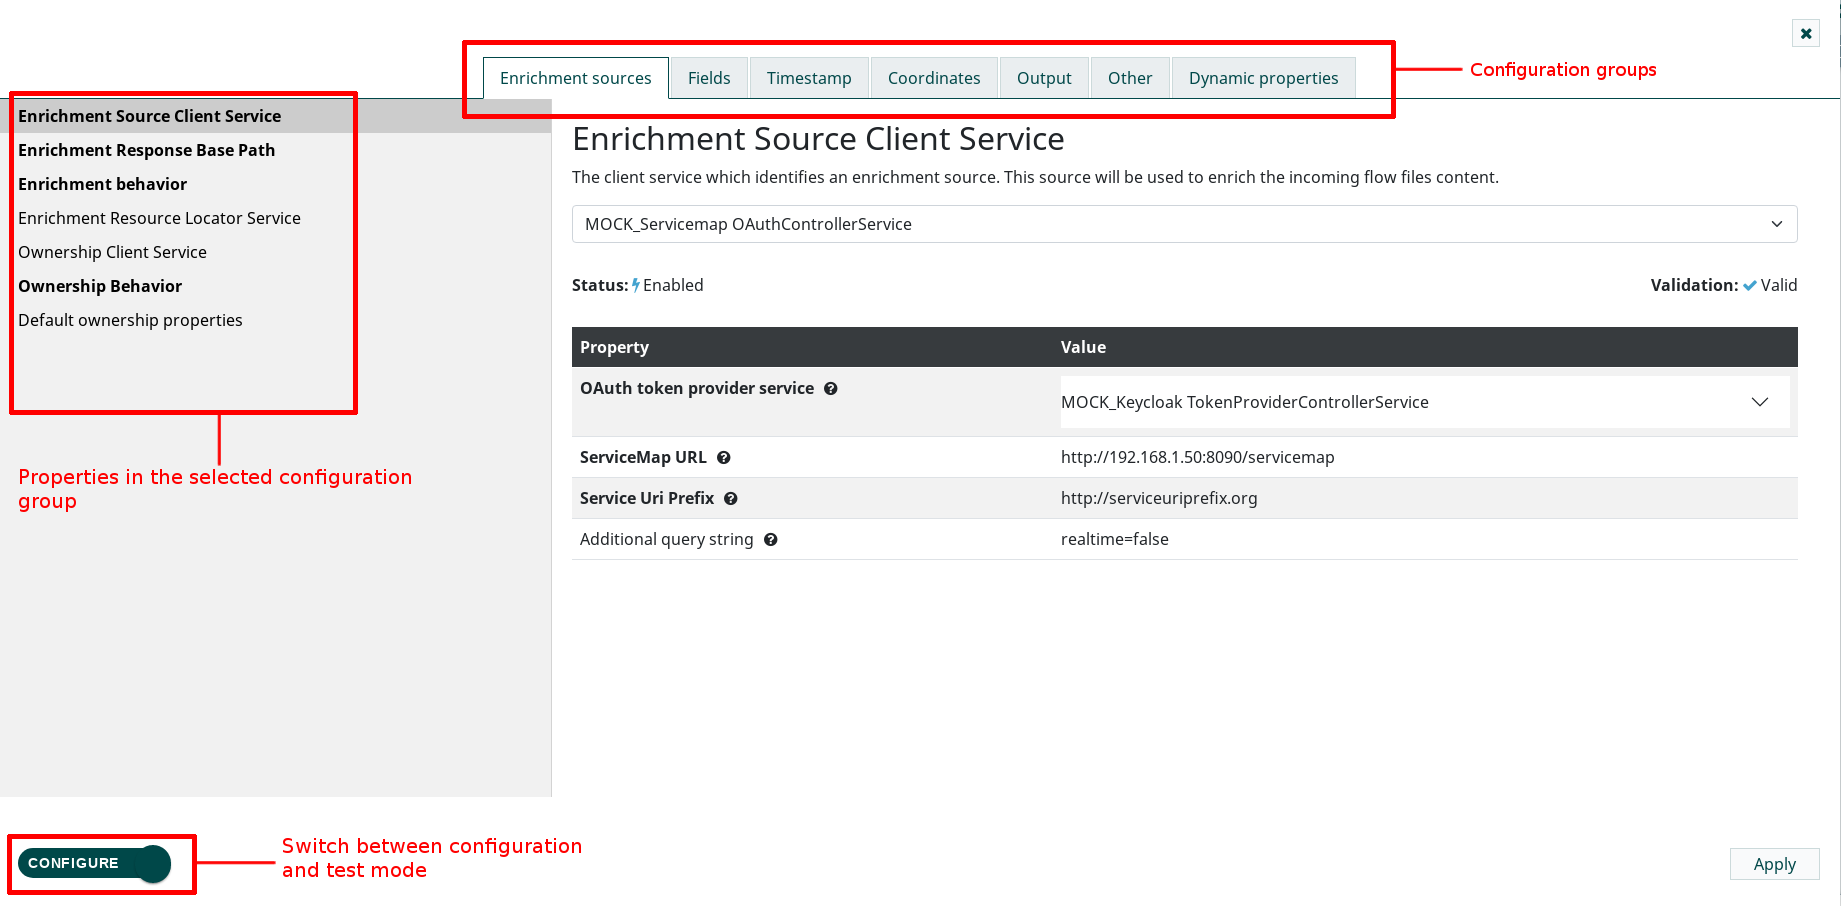 Enrichment sources
Fields
Timestamp
Coordinates
Output
Other
Dynamic properties
Configuration groups
Enrichment Source Client Service
Enrichment Response Base Path
Enrichment behavior
Enrichment Resource Locator Service
Ownership Client Service
Ownership Behavior
Default ownership properties
Properties in the selected configuration
group
Enrichment Source Client Service
The client service which identifies an enrichment source. This source will be used to enrich the incoming flow files content.
MOCK_Servicemap OAuthControllerService
Status: Enabled
Validation: Valid
Property Value
OAuth token provider service MOCK_Keycloak TokenProviderControllerService
ServiceMap URL http://192.168.1.50:8090/servicemap
Service Uri Prefix http://serviceuriprefix.org
Additional query string realtime=false
CONFIGURE
Switch between configuration
and test mode
Apply